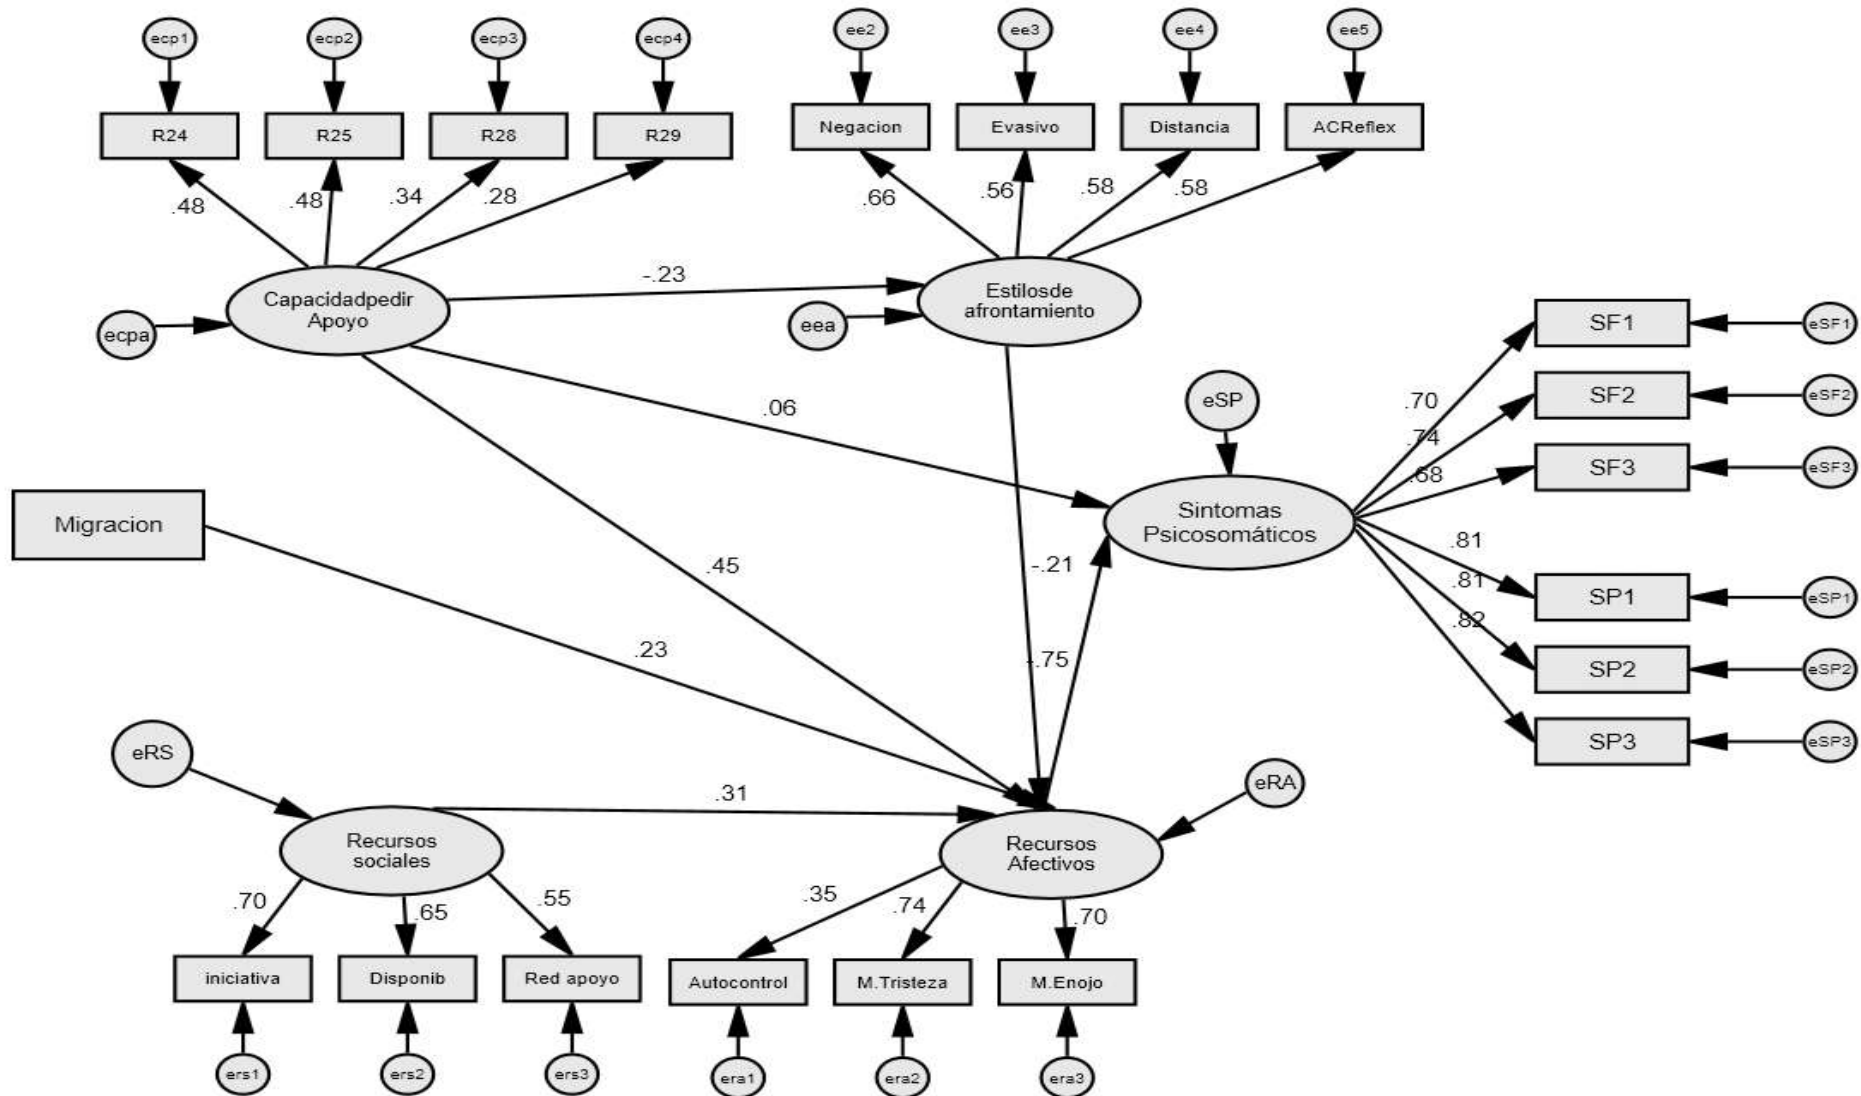 ecp1
ecp2
ecp3
ecp4
ee2
ee3
ee4
ee5
R24
R25
R28
R29
Negacion
Evasivo
Distancia
ACReflex
.48
.48
.34
.28
.66
.56
.58
.58
Capacidadpedir
Apoyo
ecpa
-.23
Estilosde
afrontamiento
eea
SF1
eSF1
SF2
eSF2
SF3
eSF3
.70
.74
.68
eSP
.06
Sintomas
Psicosomáticos
.81
.81
.82
SP1
eSP1
SP2
eSP2
SP3
eSP3
Migracion
.45
-.21
.23
-.75
eRS
eRA
.31
Recursos
sociales
Recursos
Afectivos
.70
.65
.55
.35
.74
.70
iniciativa
Disponib
Red apoyo
Autocontrol
M.Tristeza
M.Enojo
ers1
ers2
ers3
era1
era2
era3